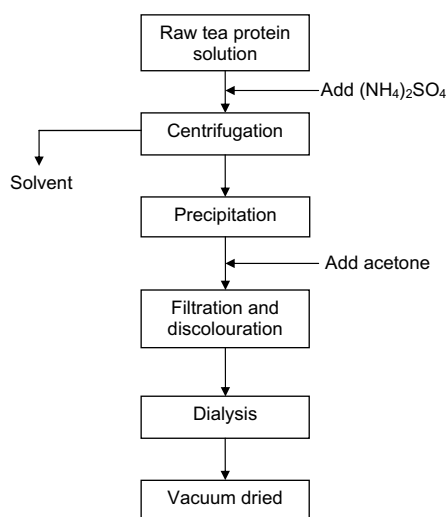 Raw tea protein
solution
Add (NH₄)₂SO₄
Centrifugation
Solvent
Precipitation
Add acetone
Filtration and
discolouration
Dialysis
Vacuum dried